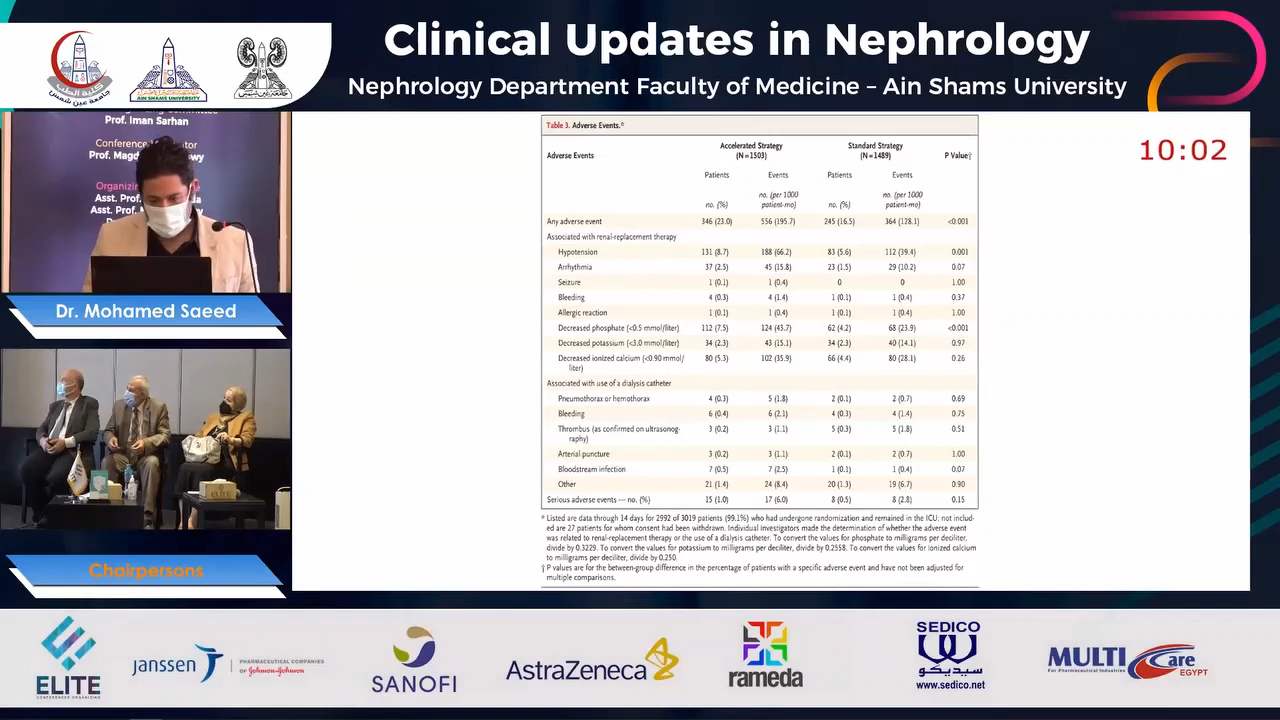 Clinical Updates in Nephrology
Nephrology Department Faculty of Medicine – Ain Shams University
AIN SHAMS UNIVERSITY
جامعة عين شمس
Prof. Iman Sarhan
Prof. Magd
Asst. Prof.
Asst. Prof.
Dr. Mohamed Saeed
Chairpersons
10:02
Table 3. Adverse Events.*
Adverse Events Accelerated Strategy (N=1503) Standard Strategy (N=1489) P Value†
Patients Events Patients Events
no. (%) no. (per 1000 patient-mo) no. (%) no. (per 1000 patient-mo)
Any adverse event 346 (23.0) 556 (195.7) 245 (16.5) 364 (128.1) <0.001
Associated with renal-replacement therapy
Hypotension 131 (8.7) 188 (66.2) 83 (5.6) 112 (39.4) 0.001
Arrhythmia 37 (2.5) 45 (15.8) 23 (1.5) 29 (10.2) 0.07
Seizure 1 (0.1) 1 (0.4) 0 0 1.00
Bleeding 4 (0.3) 4 (1.4) 1 (0.1) 1 (0.4) 0.37
Allergic reaction 1 (0.1) 1 (0.4) 1 (0.1) 1 (0.4) 1.00
Decreased phosphate (<0.5 mmol/liter) 112 (7.5) 124 (43.7) 62 (4.2) 68 (23.9) <0.001
Decreased potassium (<3.0 mmol/liter) 34 (2.3) 43 (15.1) 34 (2.3) 40 (14.1) 0.97
Decreased ionized calcium (<0.90 mmol/ 80 (5.3) 102 (35.9) 66 (4.4) 80 (28.1) 0.26
liter)
Associated with use of a dialysis catheter
Pneumothorax or hemothorax 4 (0.3) 5 (1.8) 2 (0.1) 2 (0.7) 0.69
Bleeding 6 (0.4) 6 (2.1) 4 (0.3) 4 (1.4) 0.75
Thrombus (as confirmed on ultrasonog- 3 (0.2) 3 (1.1) 5 (0.3) 5 (1.8) 0.51
raphy)
Arterial puncture 3 (0.2) 3 (1.1) 2 (0.1) 2 (0.7) 1.00
Bloodstream infection 7 (0.5) 7 (2.5) 1 (0.1) 1 (0.4) 0.07
Other 21 (1.4) 24 (8.4) 20 (1.3) 19 (6.7) 0.90
Serious adverse events — no. (%) 15 (1.0) 17 (6.0) 8 (0.5) 8 (2.8) 0.15
* Listed are data through 14 days for 2992 of 3019 patients (99.1%) who had undergone randomization and remained in the ICU; not includ-
ed are 27 patients for whom consent had been withdrawn. Individual investigators made the determination of whether the adverse event
was related to renal-replacement therapy or the use of a dialysis catheter. To convert the values for phosphate to milligrams per deciliter,
divide by 0.3229. To convert the values for potassium to milligrams per deciliter, divide by 0.2558. To convert the values for ionized calcium
to milligrams per deciliter, divide by 0.250.
† P values are for the between-group difference in the percentage of patients with a specific adverse event and have not been adjusted for
multiple comparisons.
ELITE
CONFERENCES ORGANIZING
janssen
PHARMACEUTICAL COMPANIES
OF Johnson & Johnson
SANOFI
AstraZeneca
rameda
SEDICO
سيديكو
www.sedico.net
MULTI Care
For Pharmaceutical Industries
EGYPT